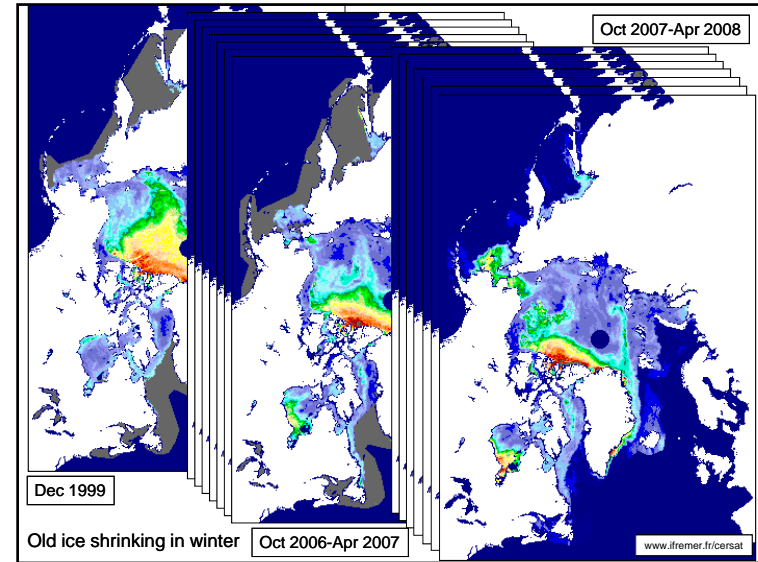 Oct 2007-Apr 2008
Dec 1999
Old ice shrinking in winter
Oct 2006-Apr 2007
www.ifremer.fr/cersat